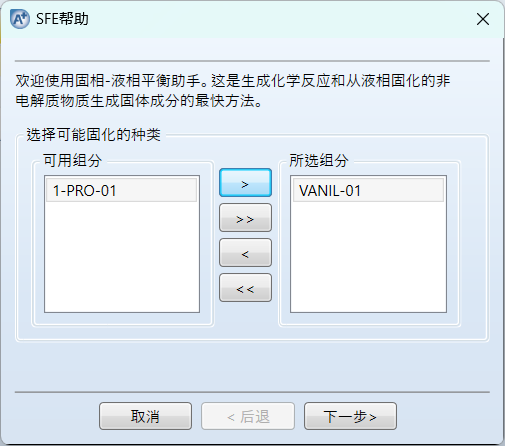 SFE帮助
欢迎使用固相-液相平衡助手。这是生成化学反应和从液相固化的非
电解质物质生成固体成分的最快方法。
选择可能固化的种类
可用组分
所选组分
1-PRO-01
>
VANIL-01
>>
<
<<
取消
< 后退
下一步>